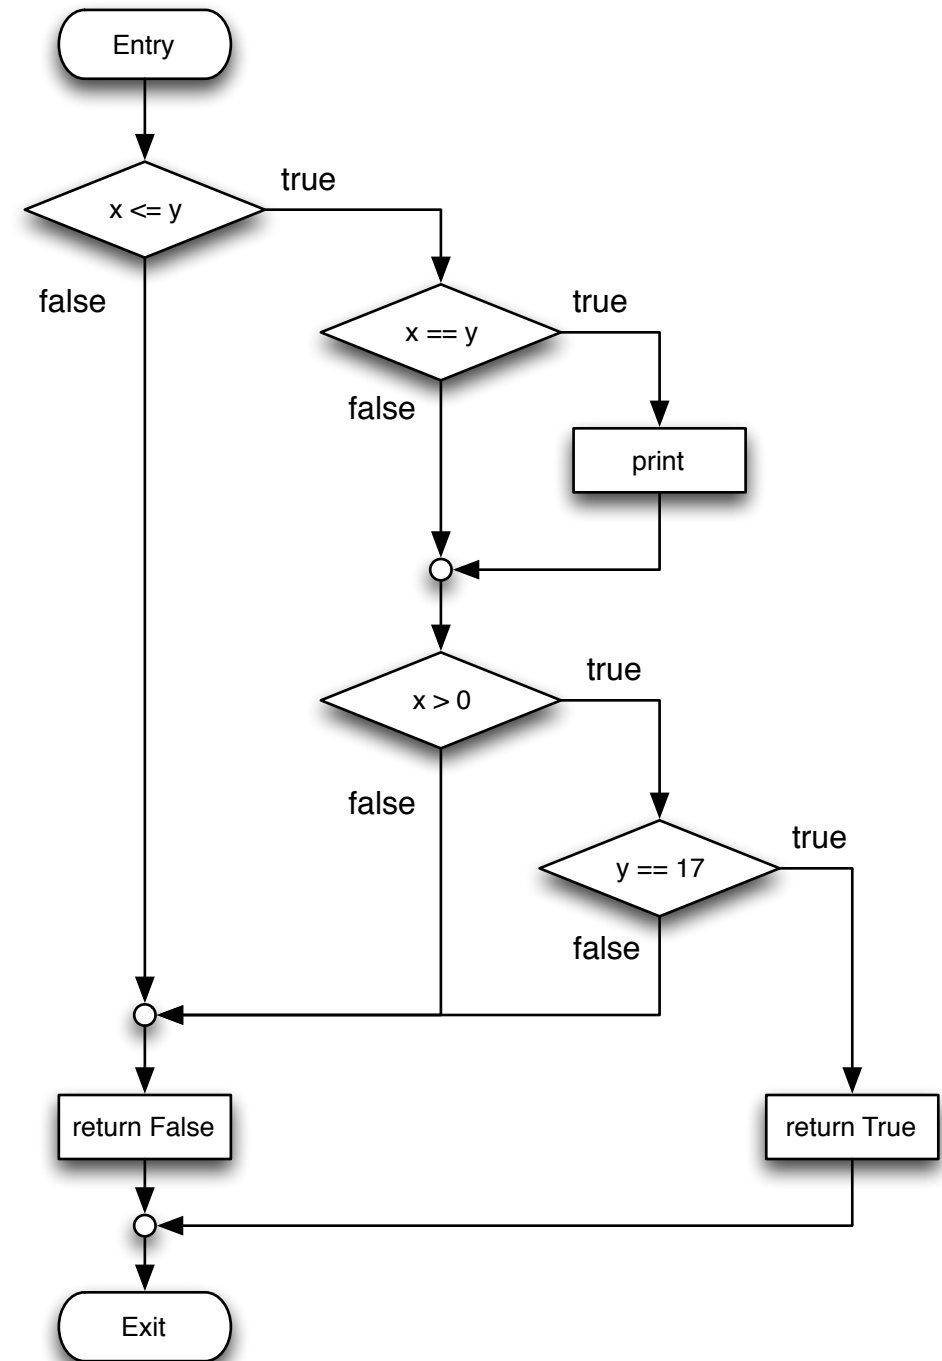 Entry
true
x <= y
false
true
x == y
false
print
true
x > 0
false
true
y == 17
false
return False
return True
Exit